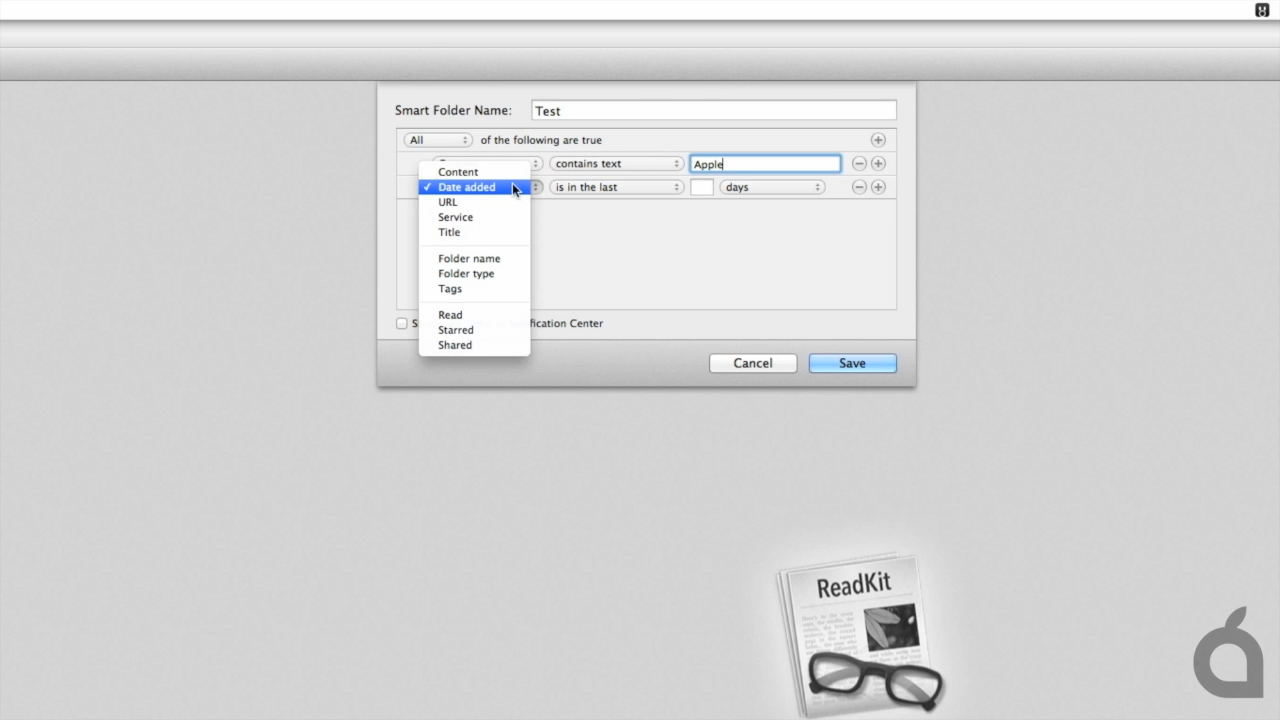 Smart Folder Name: Test
All of the following are true
contains text Apple
Content
✓ Date added is in the last days
URL
Service
Title
Folder name
Folder type
Tags
Read
Starred
Shared
Center
Cancel Save
ReadKit